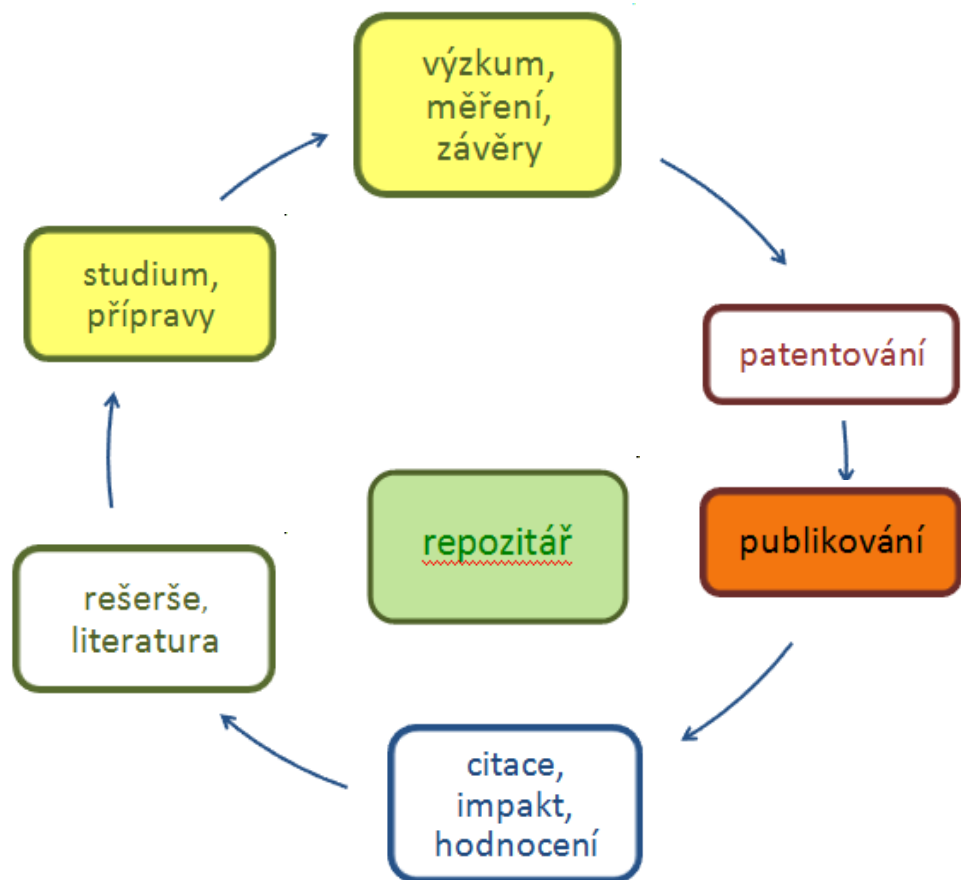 výzkum,
měření,
závěry
studium,
přípravy
patentování
repozitář
publikování
rešerše,
literatura
citace,
impakt,
hodnocení